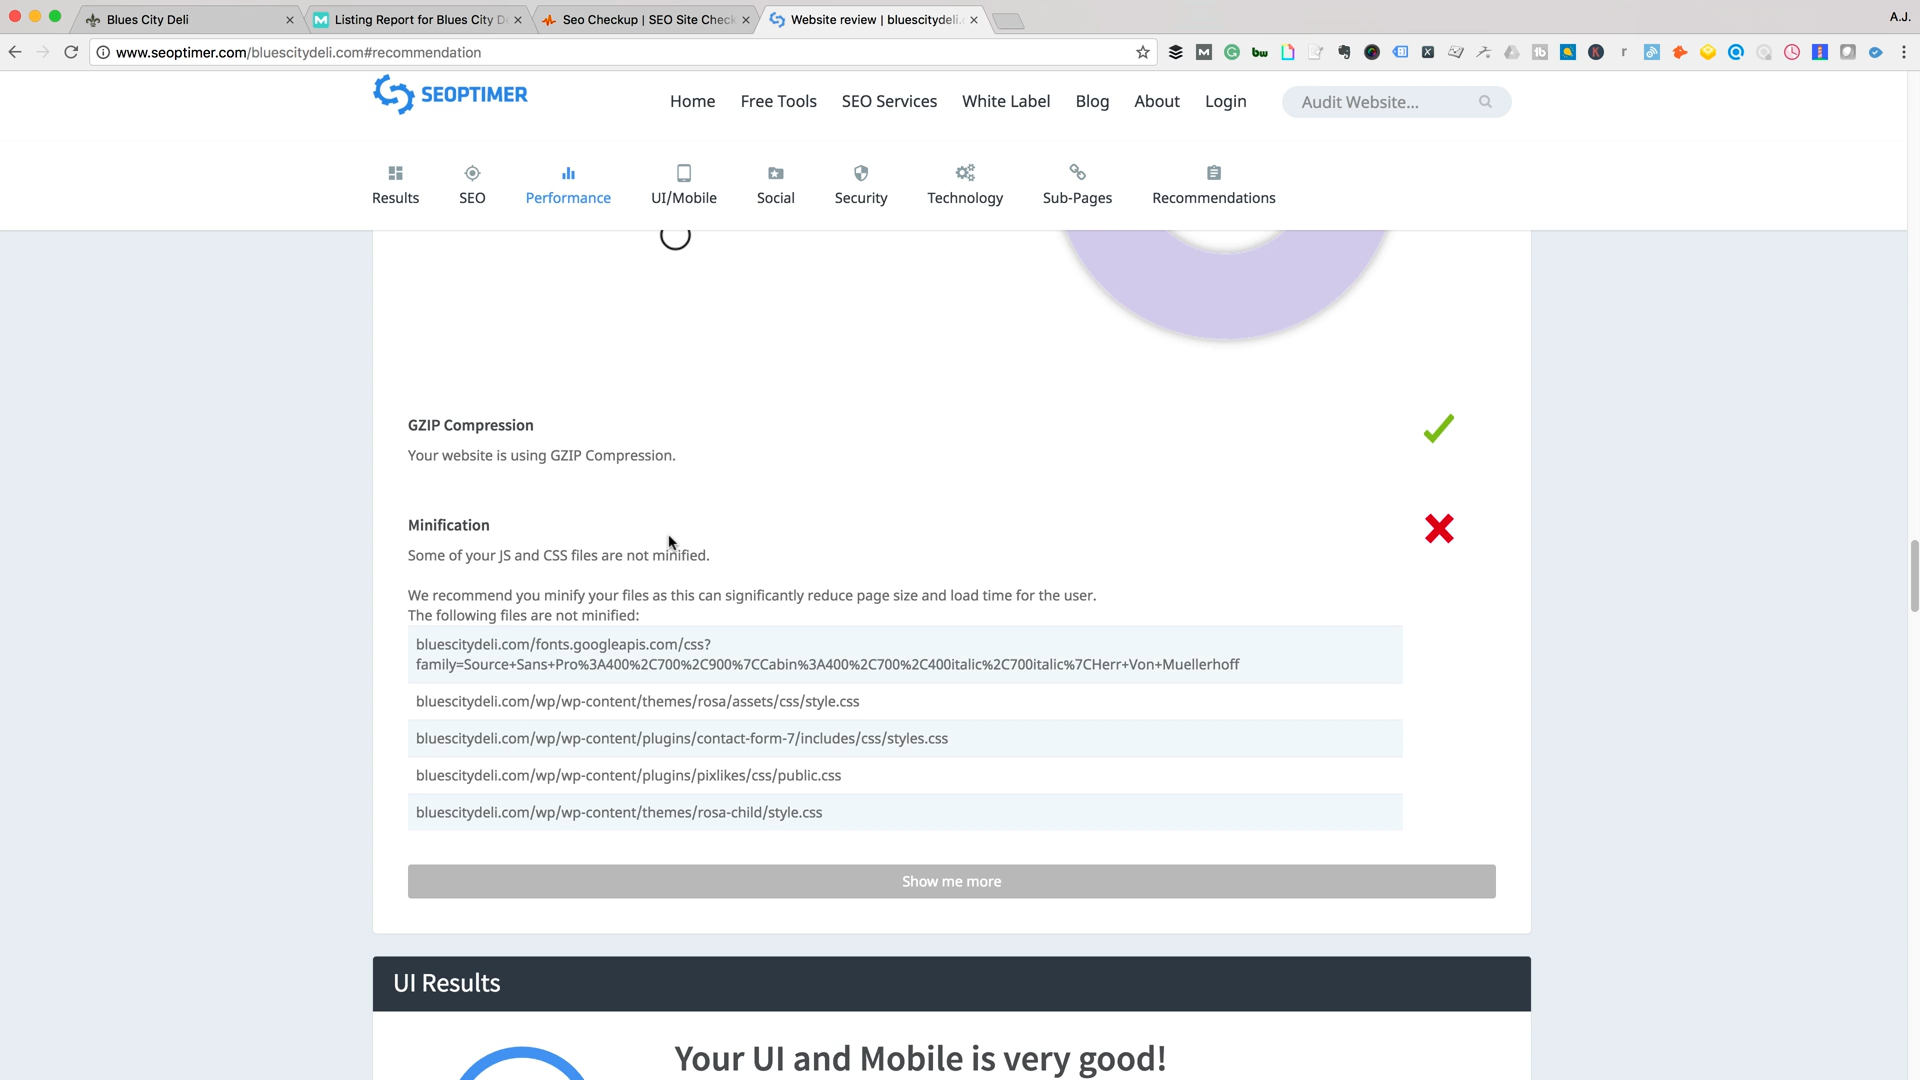 Blues City Deli
Listing Report for Blues City D
Seo Checkup | SEO Site Check
Website review | bluescitydeli.
A.J.
www.seoptimer.com/bluescitydeli.com#recommendation
SEOPTIMER
Home
Free Tools
SEO Services
White Label
Blog
About
Login
Audit Website...
Results
SEO
Performance
UI/Mobile
Social
Security
Technology
Sub-Pages
Recommendations
GZIP Compression
Your website is using GZIP Compression.
Minification
Some of your JS and CSS files are not minified.
We recommend you minify your files as this can significantly reduce page size and load time for the user.
The following files are not minified:
bluescitydeli.com/fonts.googleapis.com/css?
family=Source+Sans+Pro%3A400%2C700%2C900%7CCabin%3A400%2C700%2C400italic%2C700italic%7CHerr+Von+Muellerhoff
bluescitydeli.com/wp/wp-content/themes/rosa/assets/css/style.css
bluescitydeli.com/wp/wp-content/plugins/contact-form-7/includes/css/styles.css
bluescitydeli.com/wp/wp-content/plugins/pixlikes/css/public.css
bluescitydeli.com/wp/wp-content/themes/rosa-child/style.css
Show me more
UI Results
Your UI and Mobile is very good!